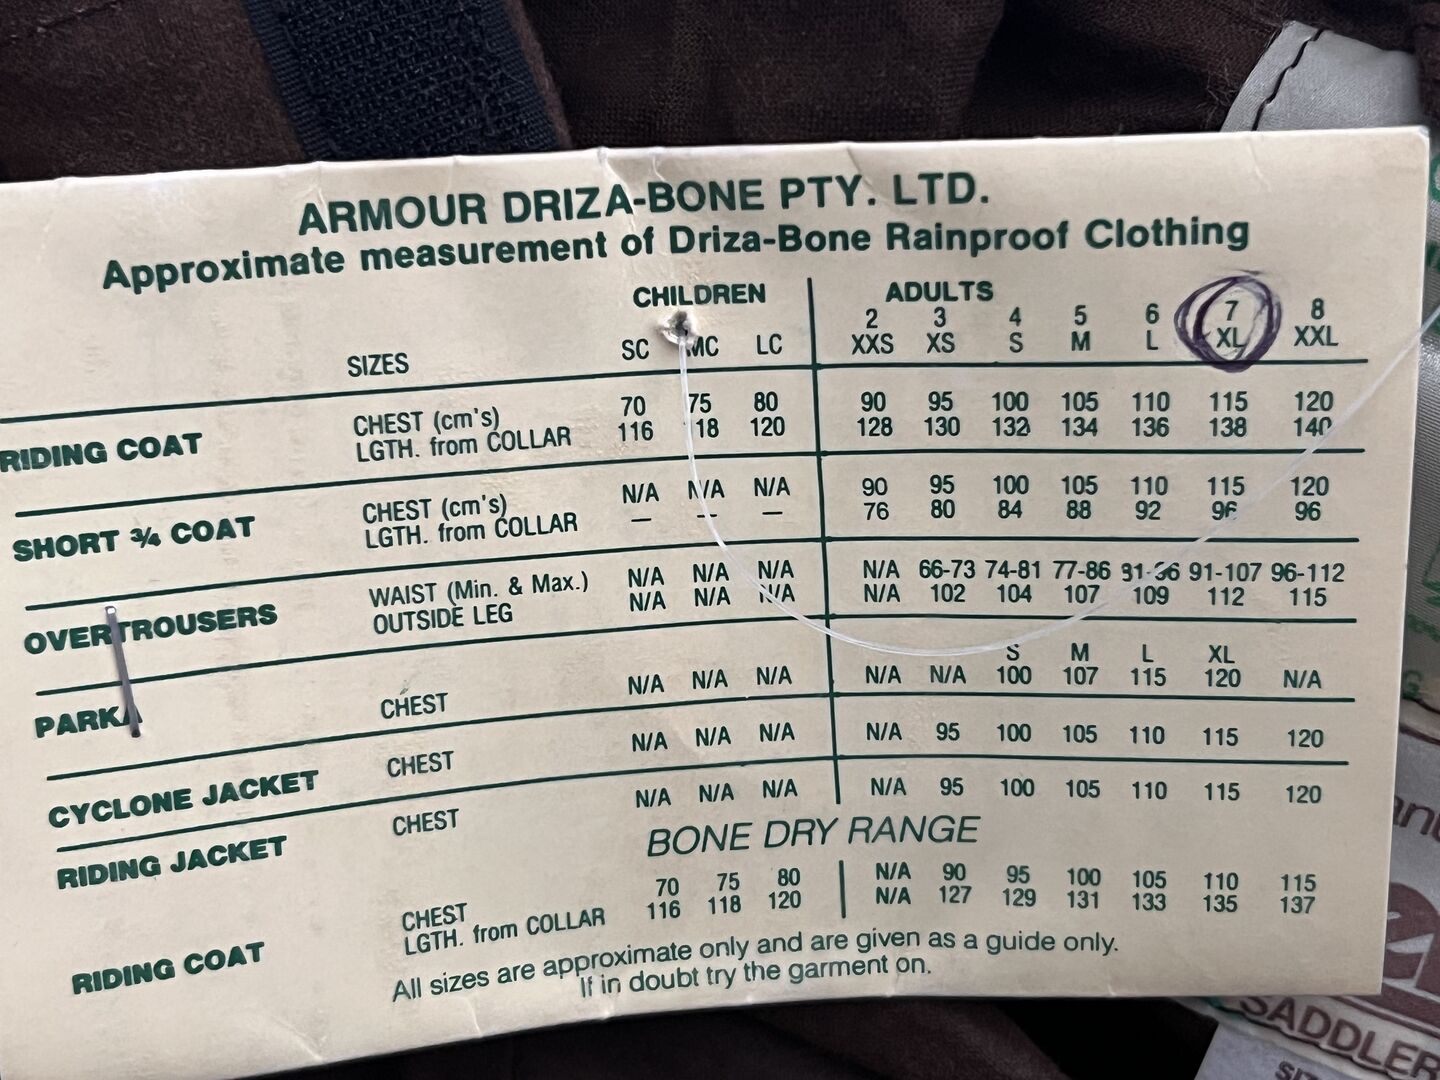 ARMOUR DRIZA-BONE PTY. LTD.
Approximate measurement of Driza-Bone Rainproof Clothing
CHILDREN ADULTS
2 3 4 5 6 7 8
SIZES SC MC LC XXS XS S M L XL XXL
RIDING COAT CHEST (cm's) 70 75 80 90 95 100 105 110 115 120
LGTH. from COLLAR 116 118 120 128 130 132 134 136 138 140
SHORT ¾ COAT CHEST (cm's) N/A N/A N/A 90 95 100 105 110 115 120
LGTH. from COLLAR — — — 76 80 84 88 92 96 96
OVERTROUSERS WAIST (Min. & Max.) N/A N/A N/A N/A 66-73 74-81 77-86 91-107 96-112
OUTSIDE LEG N/A N/A N/A N/A 102 104 107 109 112 115
S M L XL
PARKA CHEST N/A N/A N/A N/A N/A 100 107 115 120 N/A
CYCLONE JACKET CHEST N/A N/A N/A N/A 95 100 105 110 115 120
RIDING JACKET CHEST N/A N/A N/A N/A 95 100 105 110 115 120
BONE DRY RANGE
RIDING COAT CHEST 70 75 80 N/A 90 95 100 105 110 115
LGTH. from COLLAR 116 118 120 N/A 127 129 131 133 135 137
All sizes are approximate only and are given as a guide only.
If in doubt try the garment on.
SADDLER